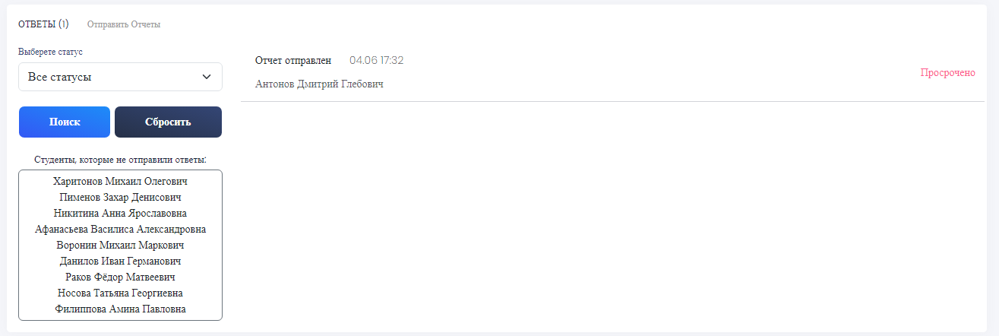 ОТВЕТЫ (1) Отправить Отчеты
Выберете статус
Все статусы
Поиск Сбросить
Студенты, которые не отправили ответы:
Харитонов Михаил Олегович
Пименов Захар Денисович
Никитина Анна Ярославовна
Афанасьева Василиса Александровна
Воронин Михаил Маркович
Данилов Иван Германович
Раков Фёдор Матвеевич
Носова Татьяна Георгиевна
Филиппова Амина Павловна
Отчет отправлен 04.06 17:32
Антонов Дмитрий Глебович
Просрочено